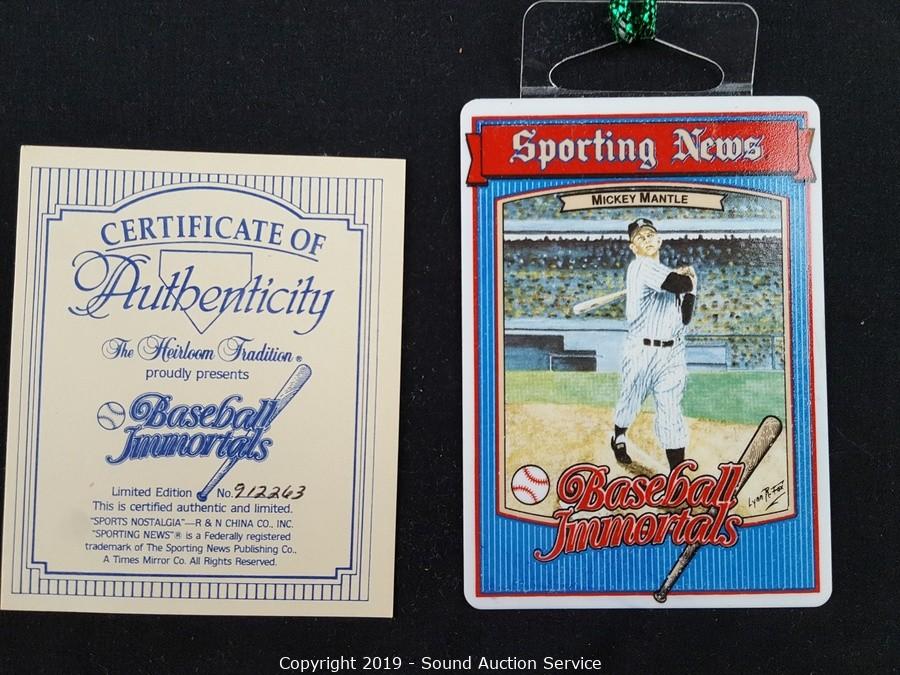 CERTIFICATE OF
Authenticity
The Heirloom Tradition®
proudly presents
Baseball
Immortals
Limited Edition No. 912263
This is certified authentic and limited.
"SPORTS NOSTALGIA"—R & N CHINA CO., INC.
"SPORTING NEWS"® is a Federally registered
trademark of The Sporting News Publishing Co.,
A Times Mirror Co. All Rights Reserved.
Sporting News
MICKEY MANTLE
Baseball
Immortals
Copyright 2019 - Sound Auction Service